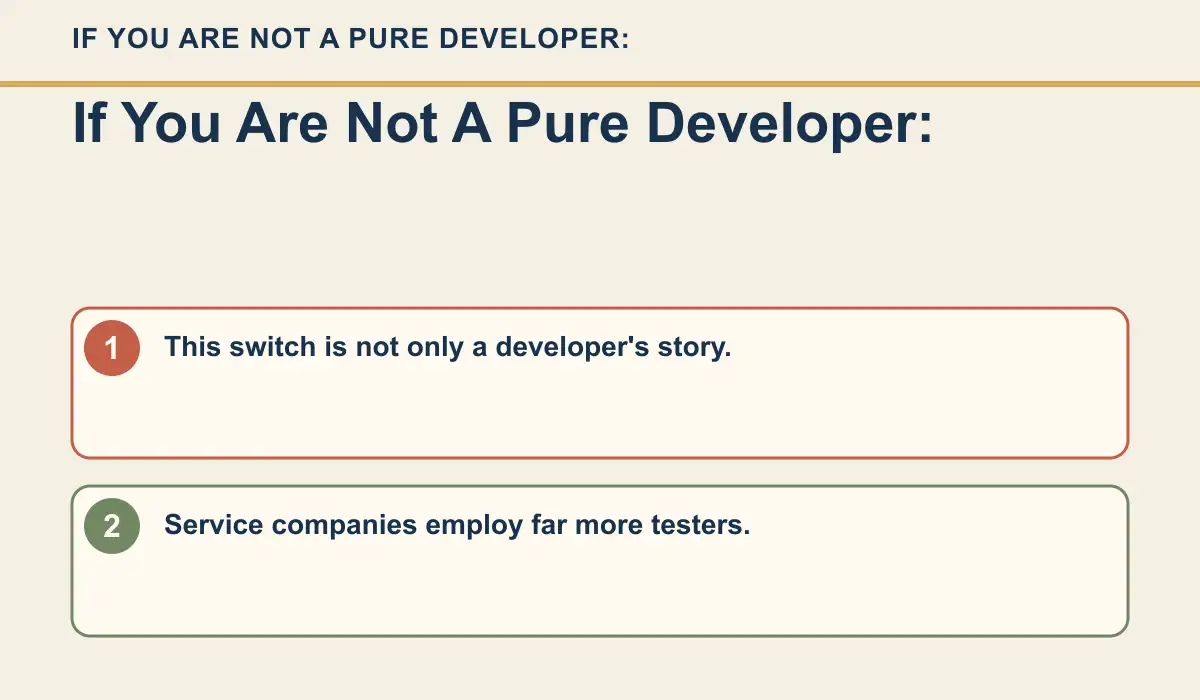 IF YOU ARE NOT A PURE DEVELOPER:
If You Are Not A Pure Developer:
1
This switch is not only a developer's story.
2
Service companies employ far more testers.